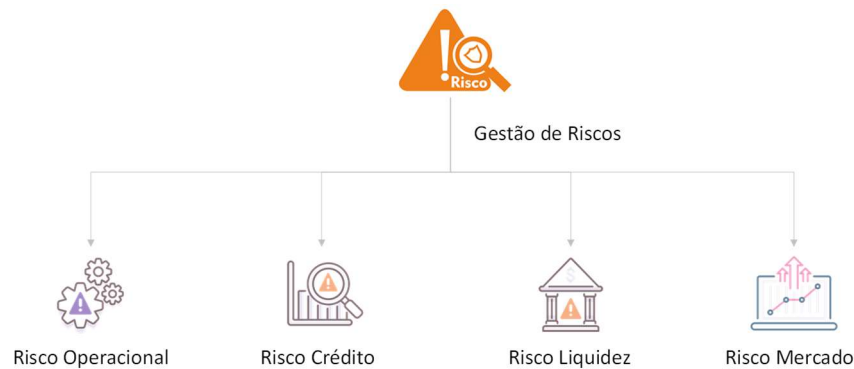 Risco
Gestão de Riscos
Risco Operacional
Risco Crédito
Risco Liquidez
Risco Mercado